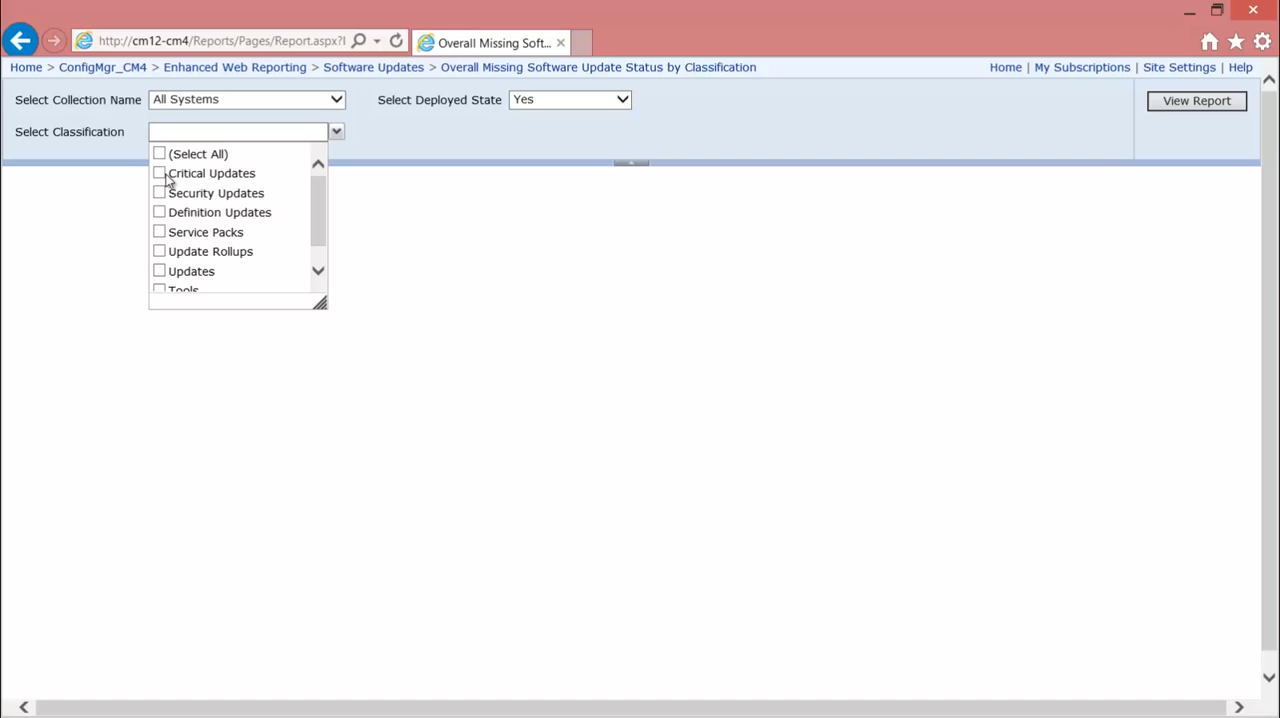 http://cm12-cm4/Reports/Pages/Report.aspx?I
Overall Missing Soft...
Home > ConfigMgr_CM4 > Enhanced Web Reporting > Software Updates > Overall Missing Software Update Status by Classification
Home | My Subscriptions | Site Settings | Help
Select Collection Name All Systems Select Deployed State Yes View Report
Select Classification
(Select All)
Critical Updates
Security Updates
Definition Updates
Service Packs
Update Rollups
Updates
Tools